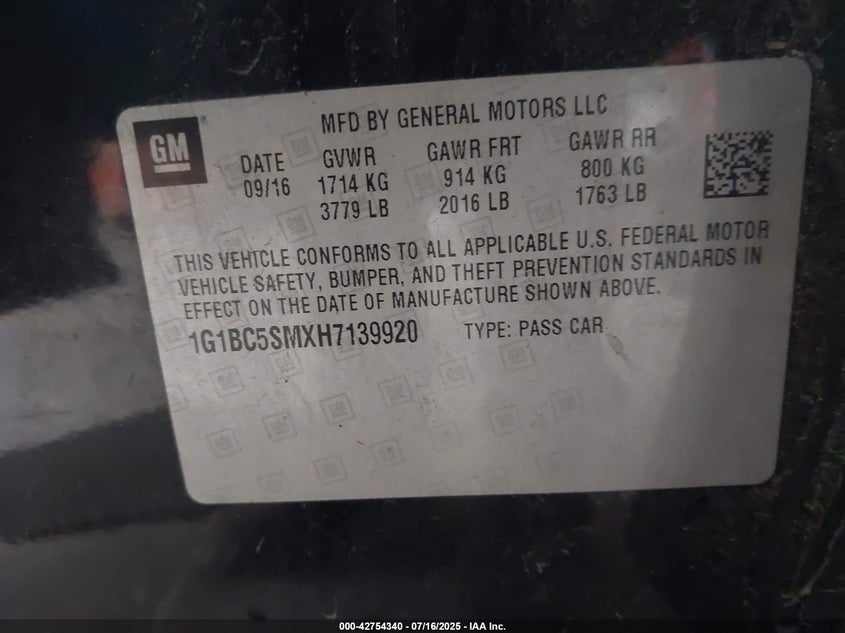 GM
MFD BY GENERAL MOTORS LLC
DATE GVWR GAWR FRT GAWR RR
09/16 1714 KG 914 KG 800 KG
3779 LB 2016 LB 1763 LB
THIS VEHICLE CONFORMS TO ALL APPLICABLE U.S. FEDERAL MOTOR
VEHICLE SAFETY, BUMPER, AND THEFT PREVENTION STANDARDS IN
EFFECT ON THE DATE OF MANUFACTURE SHOWN ABOVE.
1G1BC5SMXH7139920 TYPE: PASS CAR
000-42754340 - 07/16/2025 - IAA Inc.